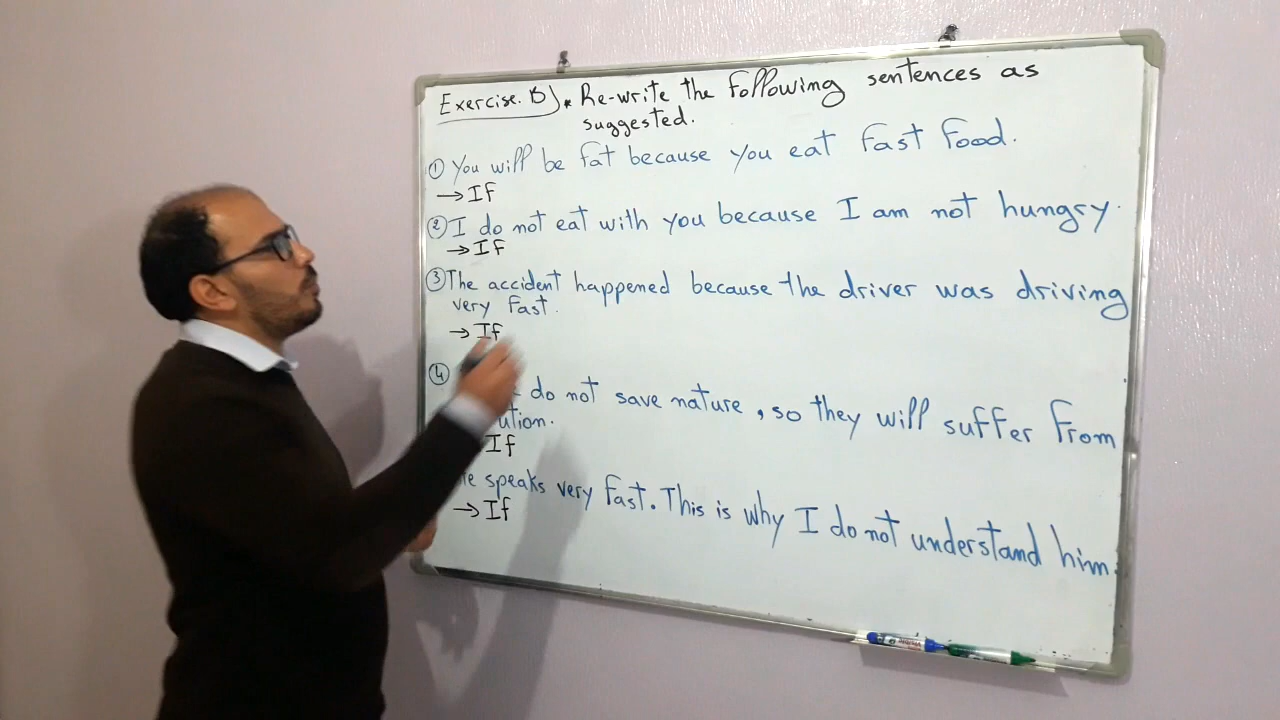 Exercise. B) * Re-write the following sentences as
suggested.
① You will be fat because you eat fast food.
→ If
② I do not eat with you because I am not hungry.
→ If
③ The accident happened because the driver was driving
very fast.
→ If
④ do not save nature, so they will suffer from
ution.
If
e speaks very fast. This is why I do not understand him.
→ If